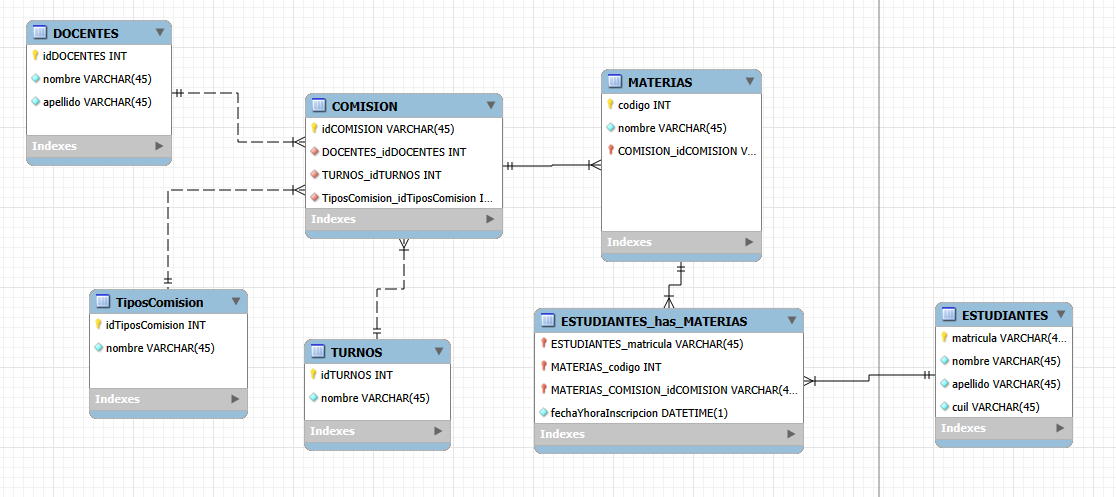 DOCENTES
idDOCENTES INT
nombre VARCHAR(45)
apellido VARCHAR(45)
Indexes
COMISION
idCOMISION VARCHAR(45)
DOCENTES_idDOCENTES INT
TURNOS_idTURNOS INT
TiposComision_idTiposComision I...
Indexes
MATERIAS
codigo INT
nombre VARCHAR(45)
COMISION_idCOMISION V...
Indexes
TiposComision
idTiposComision INT
nombre VARCHAR(45)
Indexes
TURNOS
idTURNOS INT
nombre VARCHAR(45)
Indexes
ESTUDIANTES_has_MATERIAS
ESTUDIANTES_matricula VARCHAR(45)
MATERIAS_codigo INT
MATERIAS_COMISION_idCOMISION VARCHAR(4...
fechaYhoraInscripcion DATETIME(1)
Indexes
ESTUDIANTES
matricula VARCHAR(4...
nombre VARCHAR(45)
apellido VARCHAR(45)
cuil VARCHAR(45)
Indexes